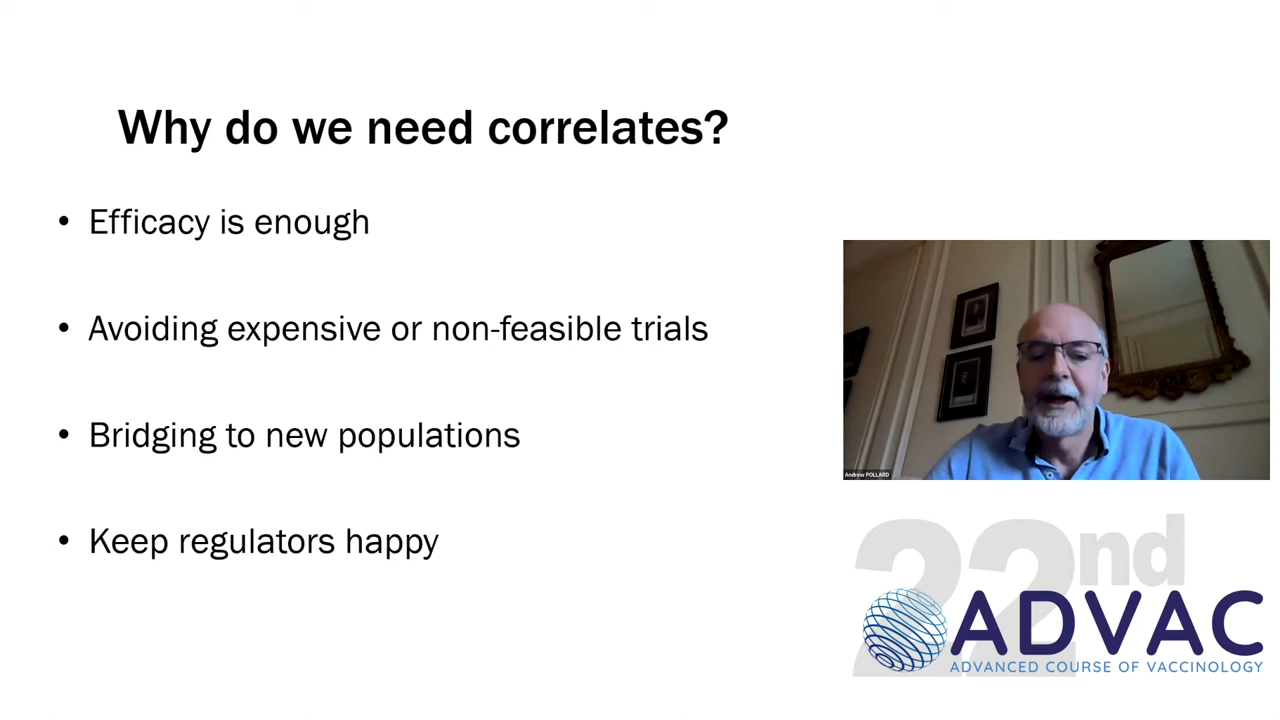 Why do we need correlates?
• Efficacy is enough
• Avoiding expensive or non-feasible trials
• Bridging to new populations
• Keep regulators happy
Andrew POLLARD
22nd
ADVAC
ADVANCED COURSE OF VACCINOLOGY